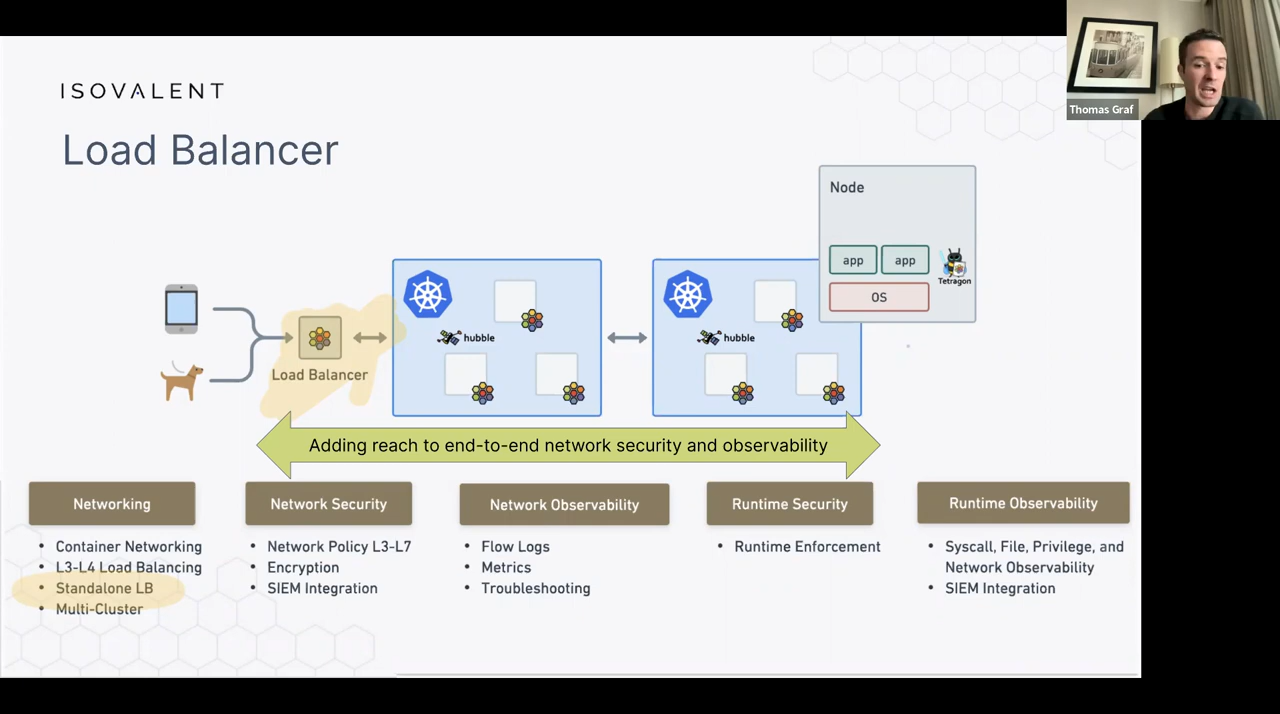 Thomas Graf
ISOVALENT
Load Balancer
Node
app
app
Tetragon
OS
hubble
hubble
Load Balancer
Adding reach to end-to-end network security and observability
Networking
• Container Networking
• L3-L4 Load Balancing
• Standalone LB
• Multi-Cluster
Network Security
• Network Policy L3-L7
• Encryption
• SIEM Integration
Network Observability
• Flow Logs
• Metrics
• Troubleshooting
Runtime Security
• Runtime Enforcement
Runtime Observability
• Syscall, File, Privilege, and
Network Observability
• SIEM Integration